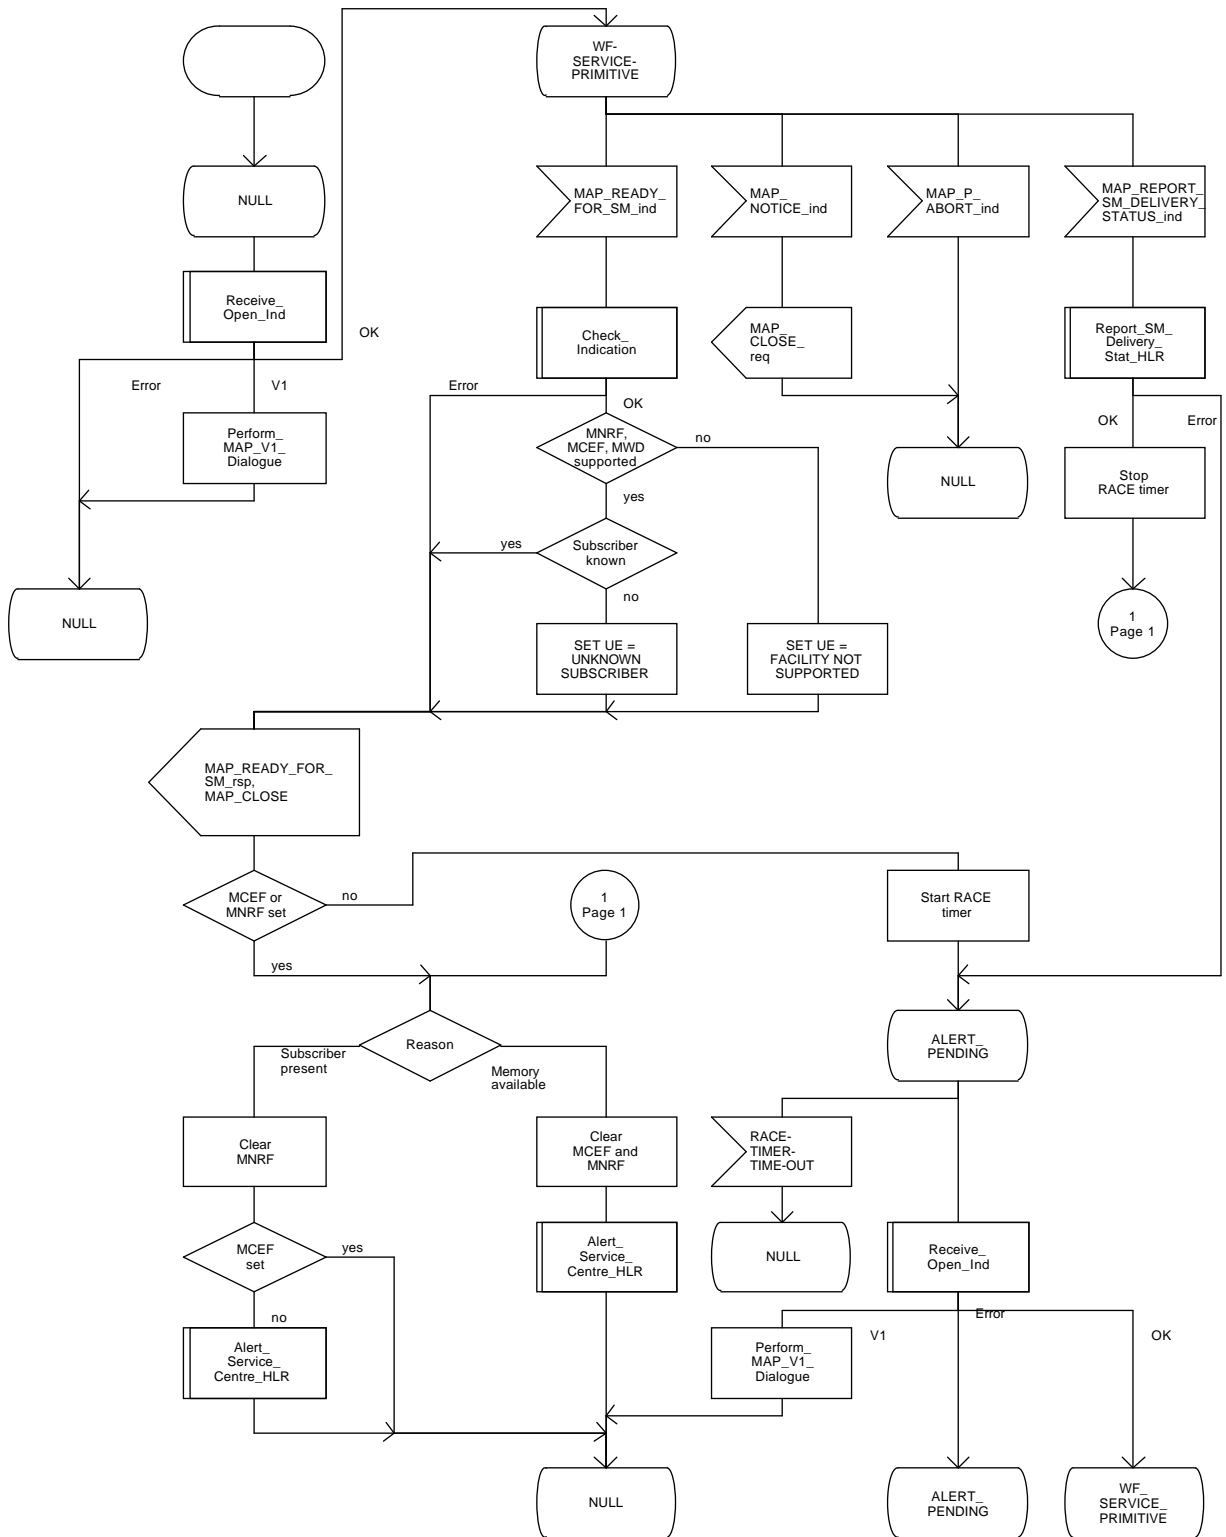 WF-
SERVICE-
PRIMITIVE
NULL
MAP_READY_
FOR_SM_ind
MAP_
NOTICE_ind
MAP_P_
ABORT_ind
MAP_REPORT_
SM_DELIVERY_
STATUS_ind
Receive_
Open_Ind
OK
Check_
Indication
MAP_
CLOSE_
req
Report_SM_
Delivery_
Stat_HLR
Error
V1
Error
OK
OK
Error
Perform_
MAP_V1_
Dialogue
MNRF,
MCEF, MWD
supported
no
yes
NULL
Stop
RACE timer
yes
Subscriber
known
no
NULL
SET UE =
UNKNOWN
SUBSCRIBER
SET UE =
FACILITY NOT
SUPPORTED
1
Page 1
MAP_READY_FOR_
SM_rsp,
MAP_CLOSE
MCEF or
MNRF set
no
1
Page 1
Start RACE
timer
yes
Reason
Subscriber
present
Memory
available
ALERT_
PENDING
Clear
MNRF
Clear
MCEF and
MNRF
RACE-
TIMER-
TIME-OUT
MCEF
set
yes
Alert_
Service_
Centre_HLR
NULL
Receive_
Open_Ind
no
Error
V1
OK
Alert_
Service_
Centre_HLR
Perform_
MAP_V1_
Dialogue
NULL
ALERT_
PENDING
WF_
SERVICE_
PRIMITIVE